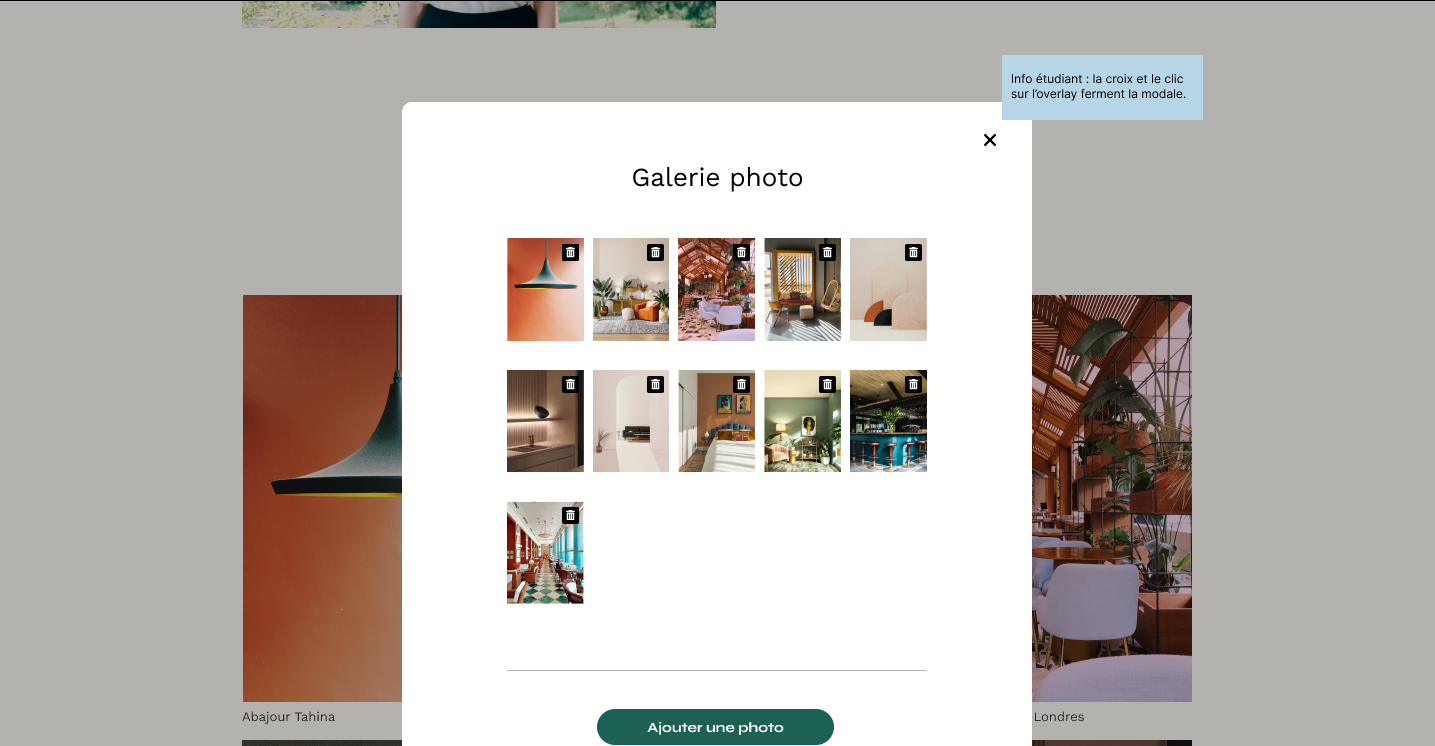 Info étudiant : la croix et le clic
sur l'overlay ferment la modale.
Galerie photo
Abajour Tahina
Londres
Ajouter une photo